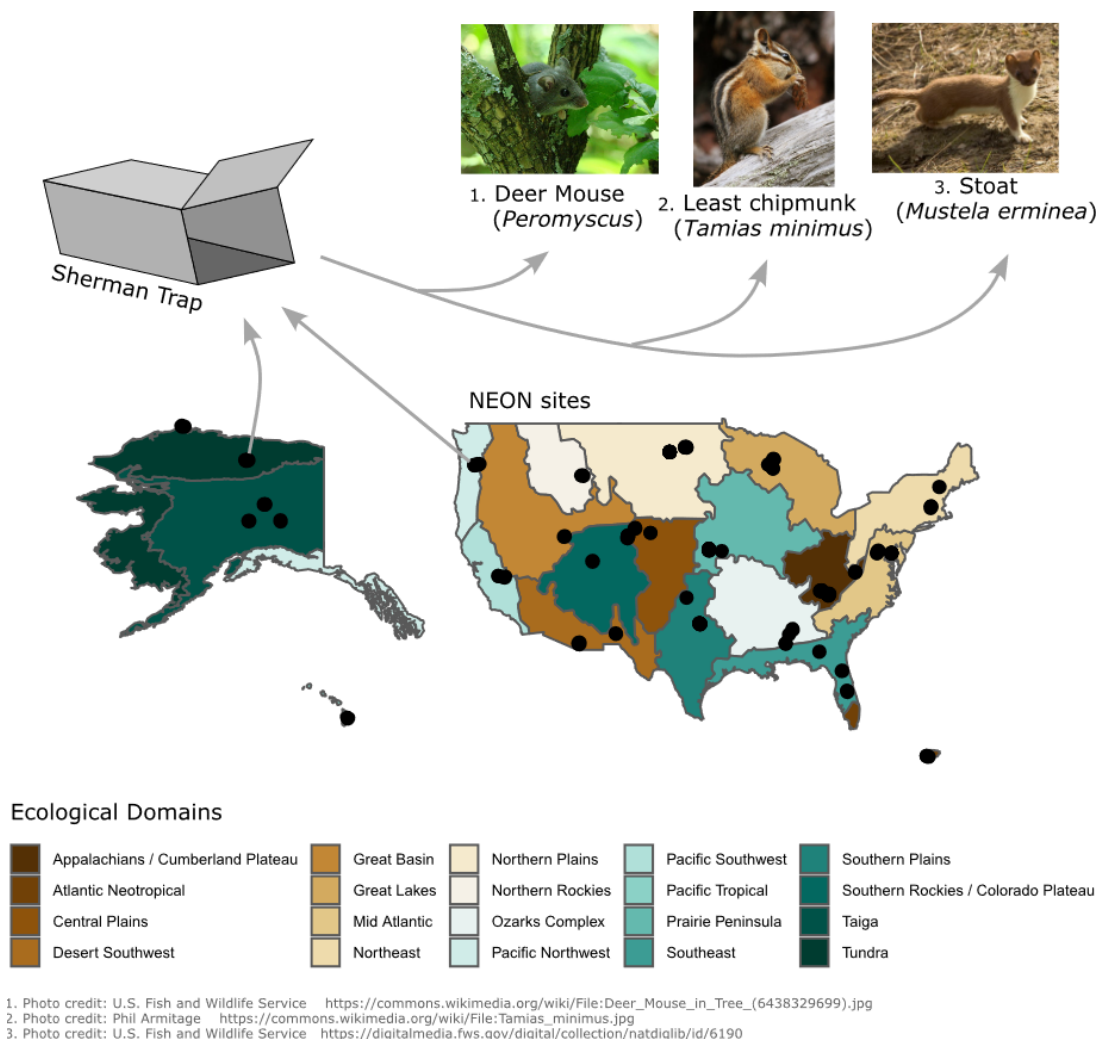 1. Deer Mouse
(Peromyscus)
2. Least chipmunk
(Tamias minimus)
3. Stoat
(Mustela erminea)
Sherman Trap
NEON sites
Ecological Domains
Appalachians / Cumberland Plateau
Atlantic Neotropical
Central Plains
Desert Southwest
Great Basin
Great Lakes
Mid Atlantic
Northeast
Northern Plains
Northern Rockies
Ozarks Complex
Pacific Northwest
Pacific Southwest
Pacific Tropical
Prairie Peninsula
Southeast
Southern Plains
Southern Rockies / Colorado Plateau
Taiga
Tundra
1. Photo credit: U.S. Fish and Wildlife Service https://commons.wikimedia.org/wiki/File:Deer_Mouse_in_Tree_(6438329699).jpg
2. Photo credit: Phil Armitage https://commons.wikimedia.org/wiki/File:Tamias_minimus.jpg
3. Photo credit: U.S. Fish and Wildlife Service https://digitalmedia.fws.gov/digital/collection/natdiglib/id/6190